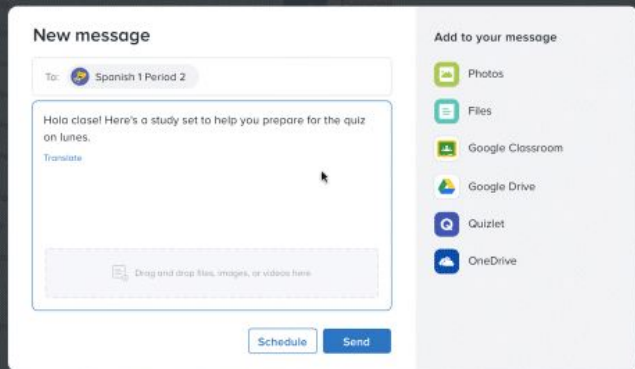 New message
To: Spanish 1 Period 2
Hola clase! Here's a study set to help you prepare for the quiz
on lunes.
Translate
Drag and drop files, images, or videos here
Schedule
Send
Add to your message
Photos
Files
Google Classroom
Google Drive
Q
Quizlet
OneDrive